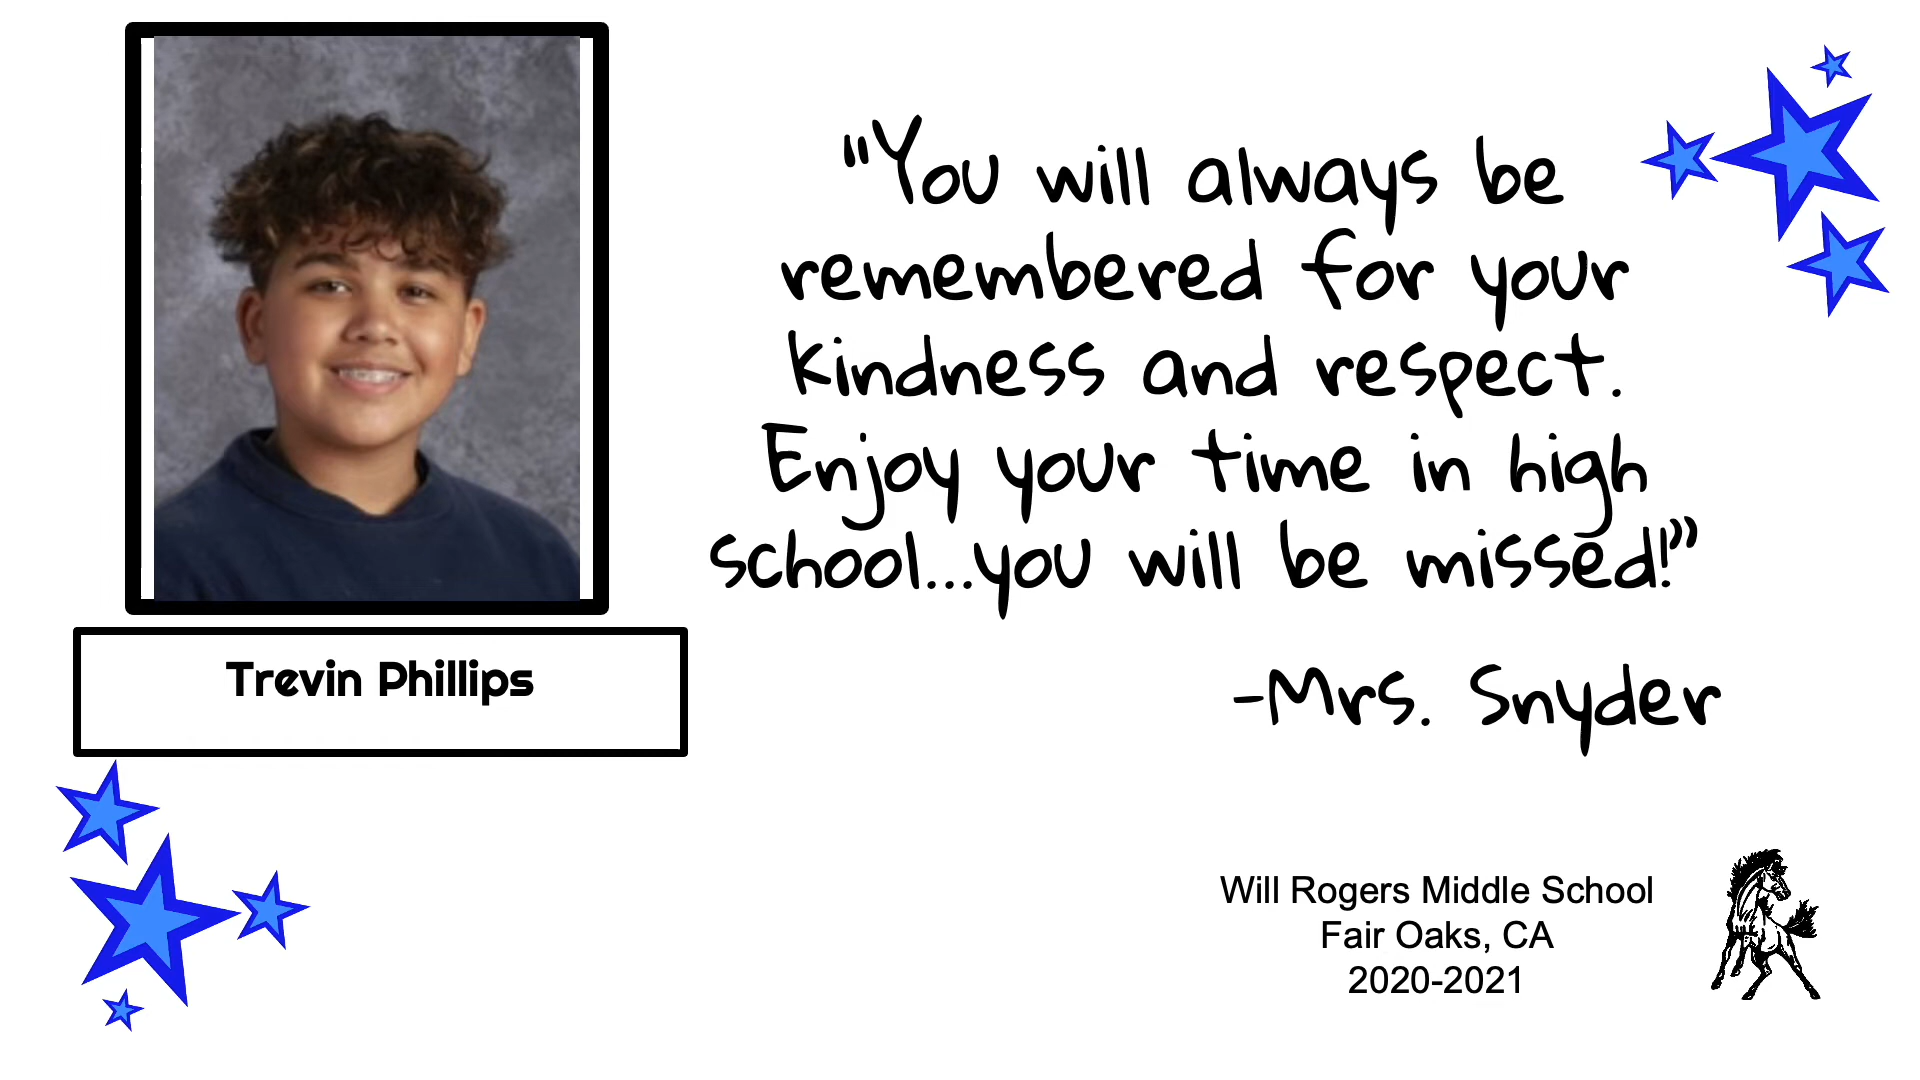 "You will always be
remembered for your
kindness and respect.
Enjoy your time in high
school...you will be missed!”
-Mrs. Snyder
Trevin Phillips
Will Rogers Middle School
Fair Oaks, CA
2020-2021